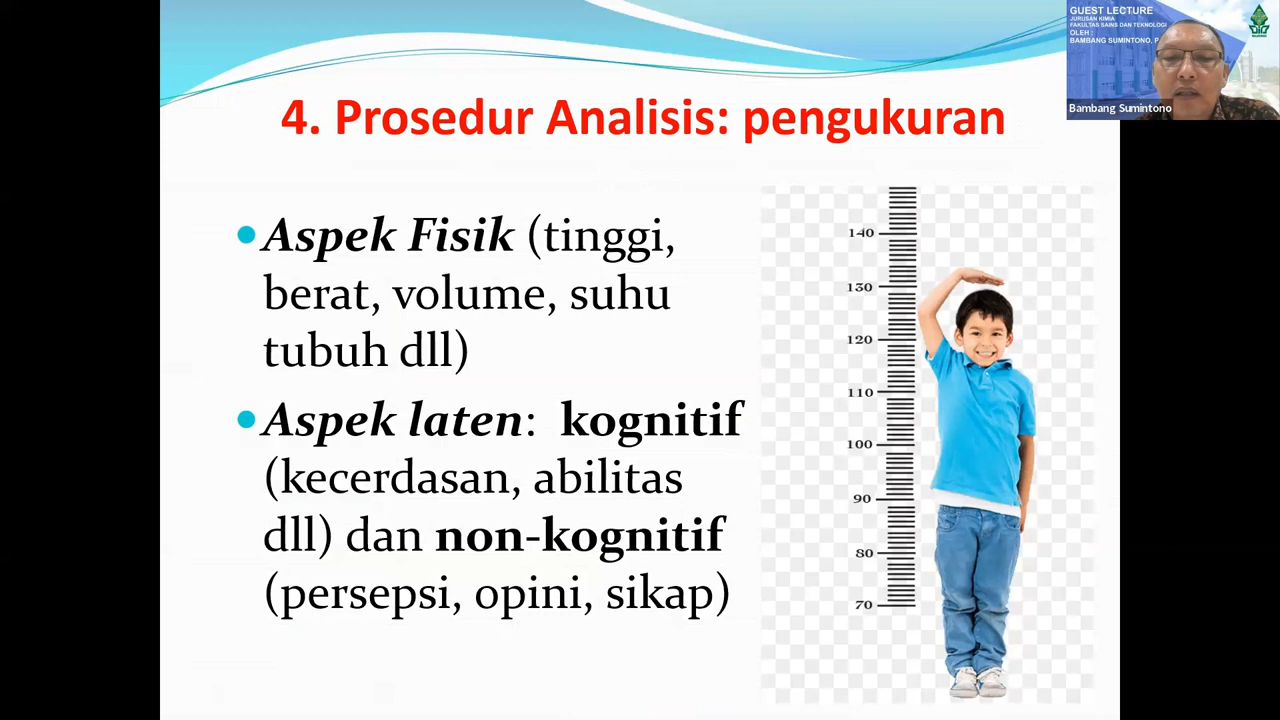 GUEST LECTURE
JURUSAN KIMIA
FAKULTAS SAINS DAN TEKNOLOGI
OLEH :
BAMBANG SUMINTONO, P
Bambang Sumintono
4. Prosedur Analisis: pengukuran
•Aspek Fisik (tinggi,
berat, volume, suhu
tubuh dll)
•Aspek laten: kognitif
(kecerdasan, abilitas
dll) dan non-kognitif
(persepsi, opini, sikap)
140
130
120
110
100
90
80
70